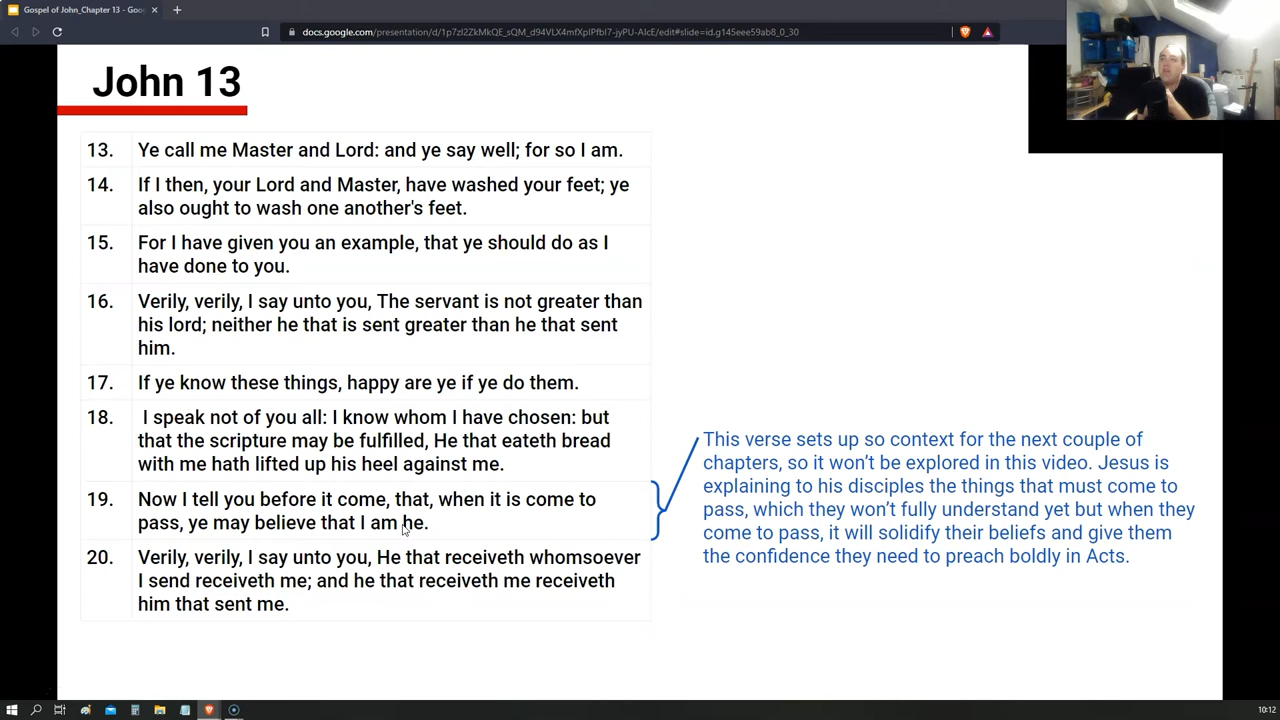 Gospel of John_Chapter 13 - Goo
docs.google.com/presentation/d/1p7zl2ZkMkQE_sQM_d94VLX4mfXpIPfbI7-jyPU-AlcE/edit#slide=id.g145eee59ab8_0_30
John 13
13. Ye call me Master and Lord: and ye say well; for so I am.
14. If I then, your Lord and Master, have washed your feet; ye
also ought to wash one another's feet.
15. For I have given you an example, that ye should do as I
have done to you.
16. Verily, verily, I say unto you, The servant is not greater than
his lord; neither he that is sent greater than he that sent
him.
17. If ye know these things, happy are ye if ye do them.
18. I speak not of you all: I know whom I have chosen: but
that the scripture may be fulfilled, He that eateth bread
with me hath lifted up his heel against me.
19. Now I tell you before it come, that, when it is come to
pass, ye may believe that I am he.
20. Verily, verily, I say unto you, He that receiveth whomsoever
I send receiveth me; and he that receiveth me receiveth
him that sent me.
This verse sets up so context for the next couple of
chapters, so it won't be explored in this video. Jesus is
explaining to his disciples the things that must come to
pass, which they won't fully understand yet but when they
come to pass, it will solidify their beliefs and give them
the confidence they need to preach boldly in Acts.
10:12